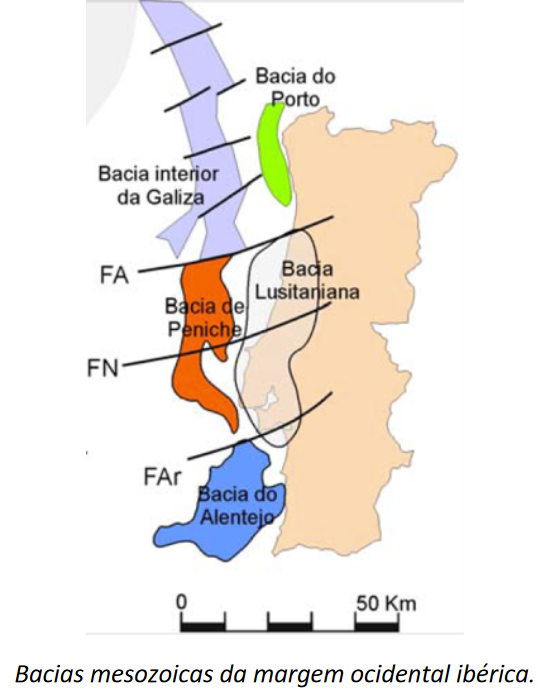 Bacia do
Porto
Bacia interior
da Galiza
FA
Bacia
Lusitaniana
Bacia de
Peniche
FN
FAr
Bacia do
Alentejo
0
50 Km
Bacias mesozoicas da margem ocidental ibérica.